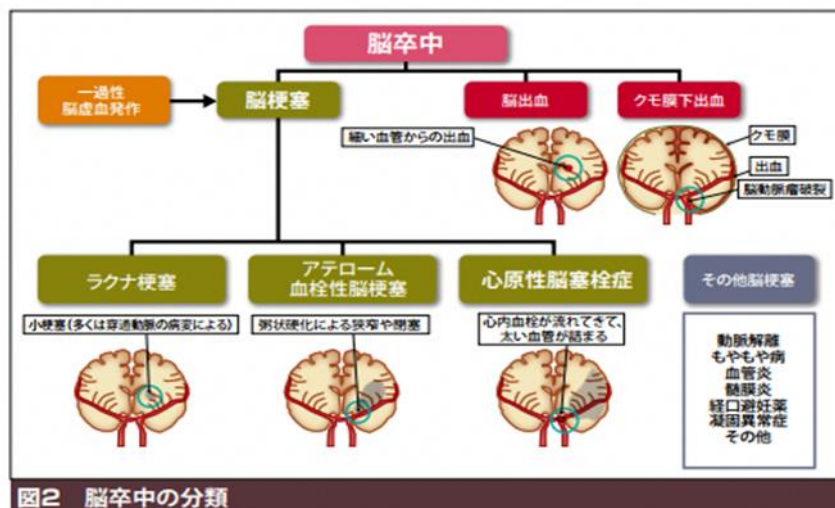 脳卒中
一過性
脳虚血発作
脳梗塞
脳出血
クモ膜下出血
細い血管からの出血
クモ膜
出血
脳動脈瘤破裂
ラクナ梗塞
アテローム
血栓性脳梗塞
心原性脳塞栓症
その他脳梗塞
小梗塞(多くは穿通動脈の病変による)
粥状硬化による狭窄や閉塞
心内血栓が流れてきて、
太い血管が詰まる
動脈解離
もやもや病
血管炎
髄膜炎
経口避妊薬
凝固異常症
その他
図2 脳卒中の分類